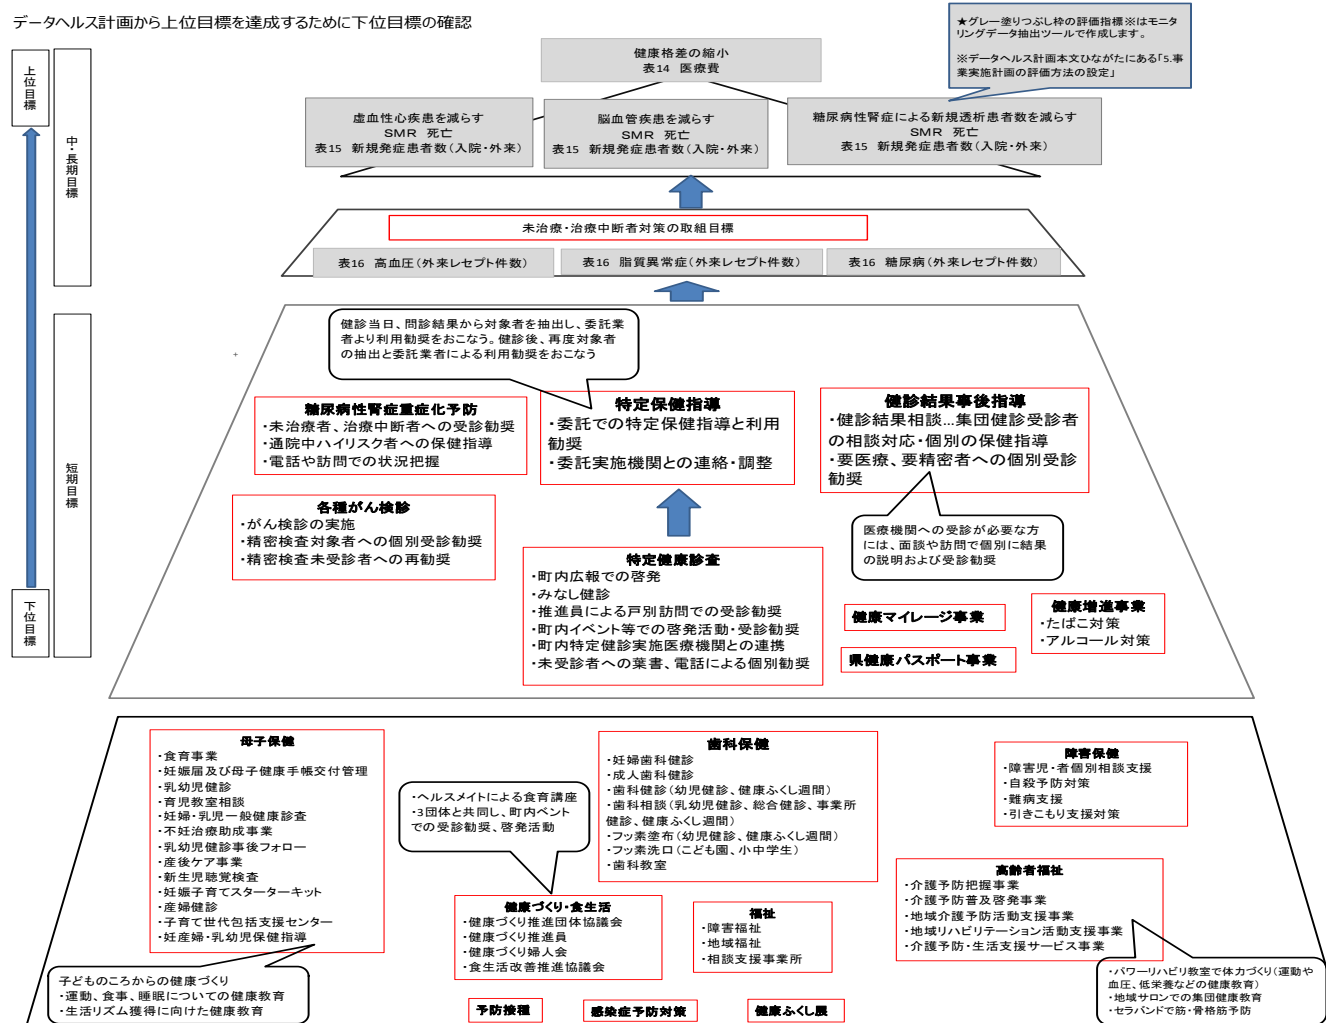 データヘルス計画から上位目標を達成するために下位目標の確認
★グレー塗りつぶし枠の評価指標※はモニタ
リングデータ抽出ツールで作成します。
※データヘルス計画本文ひながたにある「5.事
業実施計画の評価方法の設定」
上位目標
中・長期目標
健康格差の縮小
表14 医療費
虚血性心疾患を減らす
SMR 死亡
表15 新規発症患者数(入院・外来)
脳血管疾患を減らす
SMR 死亡
表15 新規発症患者数(入院・外来)
糖尿病性腎症による新規透析患者数を減らす
SMR 死亡
表15 新規発症患者数(入院・外来)
未治療・治療中断者対策の取組目標
表16 高血圧(外来レセプト件数)
表16 脂質異常症(外来レセプト件数)
表16 糖尿病(外来レセプト件数)
短期目標
下位目標
健診当日、問診結果から対象者を抽出し、委託業
者より利用勧奨をおこなう。健診後、再度対象者
の抽出と委託業者による利用勧奨をおこなう
糖尿病性腎症重症化予防
・未治療者、治療中断者への受診勧奨
・通院中ハイリスク者への保健指導
・電話や訪問での状況把握
特定保健指導
・委託での特定保健指導と利用
勧奨
・委託実施機関との連絡・調整
健診結果事後指導
・健診結果相談…集団健診受診者
の相談対応・個別の保健指導
・要医療、要精密者への個別受診
勧奨
各種がん検診
・がん検診の実施
・精密検査対象者への個別受診勧奨
・精密検査未受診者への再勧奨
医療機関への受診が必要な方
には、面談や訪問で個別に結果
の説明および受診勧奨
特定健康診査
・町内広報での啓発
・みなし健診
・推進員による戸別訪問での受診勧奨
・町内イベント等での啓発活動・受診勧奨
・町内特定健診実施医療機関との連携
・未受診者への葉書、電話による個別勧奨
健康マイレージ事業
県健康パスポート事業
健康増進事業
・たばこ対策
・アルコール対策
母子保健
・食育事業
・妊娠届及び母子健康手帳交付管理
・乳幼児健診
・育児教室相談
・妊婦・乳児一般健康診査
・不妊治療助成事業
・乳幼児健診事後フォロー
・産後ケア事業
・新生児聴覚検査
・妊娠子育てスターターキット
・産婦健診
・子育て世代包括支援センター
・妊産婦・乳幼児保健指導
子どものころからの健康づくり
・運動、食事、睡眠についての健康教育
・生活リズム獲得に向けた健康教育
・ヘルスメイトによる食育講座
・3団体と共同し、町内ベント
での受診勧奨、啓発活動
歯科保健
・妊婦歯科健診
・成人歯科健診
・歯科健診(幼児健診、健康ふくし週間)
・歯科相談(乳幼児健診、総合健診、事業所
健診、健康ふくし週間)
・フッ素塗布(幼児健診、健康ふくし週間)
・フッ素洗口(こども園、小中学生)
・歯科教室
障害保健
・障害児・者個別相談支援
・自殺予防対策
・難病支援
・引きこもり支援対策
健康づくり・食生活
・健康づくり推進団体協議会
・健康づくり推進員
・健康づくり婦人会
・食生活改善推進協議会
福祉
・障害福祉
・地域福祉
・相談支援事業所
高齢者福祉
・介護予防把握事業
・介護予防普及啓発事業
・地域介護予防活動支援事業
・地域リハビリテーション活動支援事業
・介護予防・生活支援サービス事業
・パワーリハビリ教室で体力づくり(運動や
血圧、低栄養などの健康教育)
・地域サロンでの集団健康教育
・セラバンドで筋・骨格筋予防
予防接種
感染症予防対策
健康ふくし展